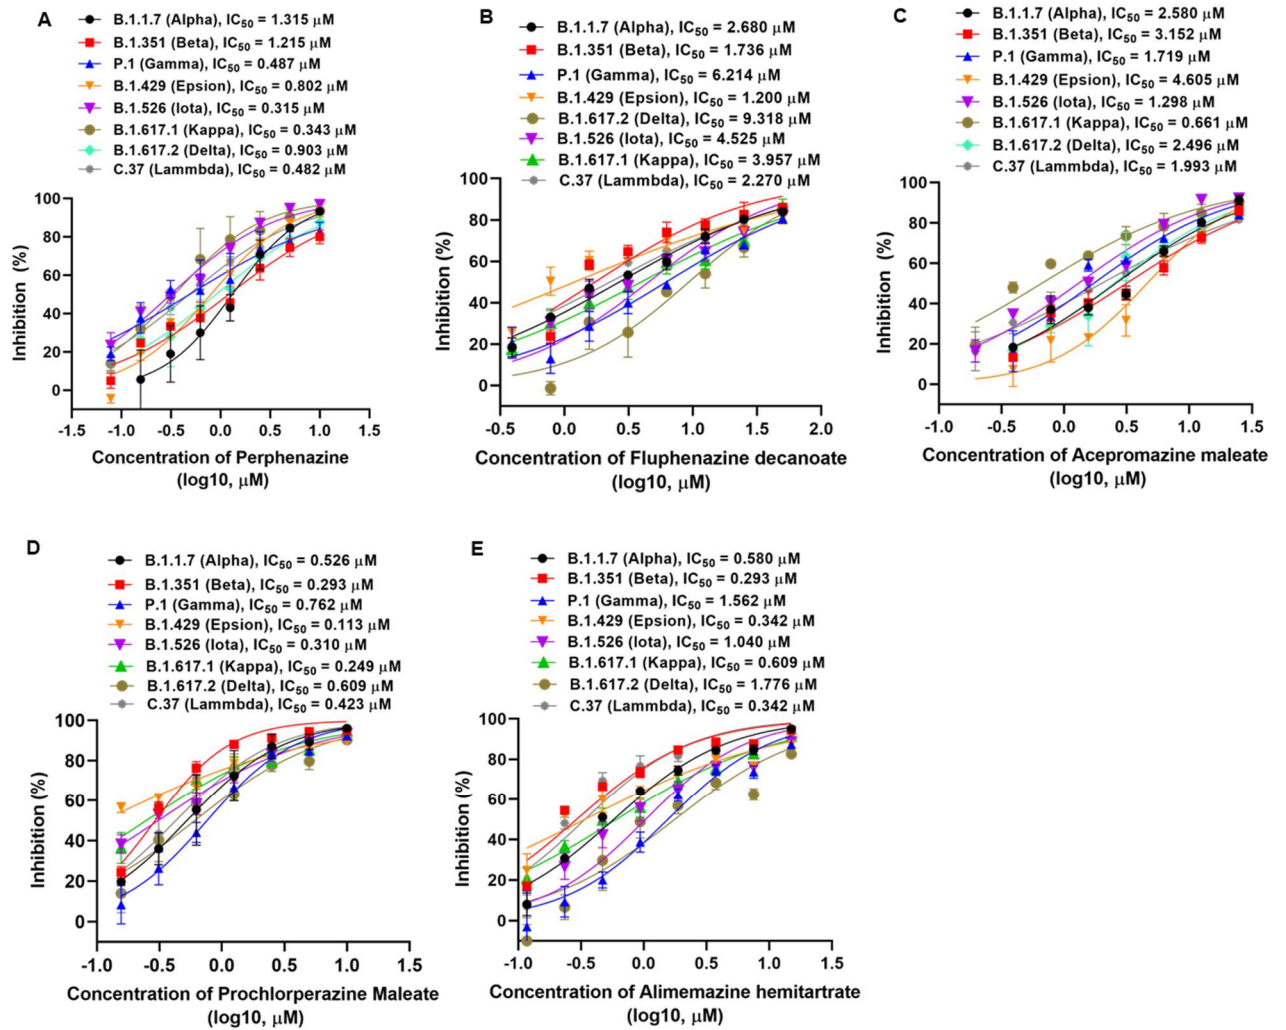 A
B.1.1.7 (Alpha), IC50 = 1.315 μM
B.1.351 (Beta), IC50 = 1.215 μM
P.1 (Gamma), IC50 = 0.487 μM
B.1.429 (Epsion), IC50 = 0.802 μM
B.1.526 (Iota), IC50 = 0.315 μM
B.1.617.1 (Kappa), IC50 = 0.343 μM
B.1.617.2 (Delta), IC50 = 0.903 μM
C.37 (Lammbda), IC50 = 0.482 μM
100
80
60
40
20
0
Inhibition (%)
-1.5 -1.0 -0.5 0.0 0.5 1.0 1.5
Concentration of Perphenazine
(log10, μM)
B
B.1.1.7 (Alpha), IC50 = 2.680 μM
B.1.351 (Beta), IC50 = 1.736 μM
P.1 (Gamma), IC50 = 6.214 μM
B.1.429 (Epsion), IC50 = 1.200 μM
B.1.617.2 (Delta), IC50 = 9.318 μM
B.1.526 (Iota), IC50 = 4.525 μM
B.1.617.1 (Kappa), IC50 = 3.957 μM
C.37 (Lammbda), IC50 = 2.270 μM
100
80
60
40
20
0
Inhibition (%)
-0.5 0.0 0.5 1.0 1.5 2.0
Concentration of Fluphenazine decanoate
(log10, μM)
C
B.1.1.7 (Alpha), IC50 = 2.580 μM
B.1.351 (Beta), IC50 = 3.152 μM
P.1 (Gamma), IC50 = 1.719 μM
B.1.429 (Epsion), IC50 = 4.605 μM
B.1.526 (Iota), IC50 = 1.298 μM
B.1.617.1 (Kappa), IC50 = 0.661 μM
B.1.617.2 (Delta), IC50 = 2.496 μM
C.37 (Lammbda), IC50 = 1.993 μM
100
80
60
40
20
0
Inhibition (%)
-1.0 -0.5 0.0 0.5 1.0 1.5
Concentration of Acepromazine maleate
(log10, μM)
D
B.1.1.7 (Alpha), IC50 = 0.526 μM
B.1.351 (Beta), IC50 = 0.293 μM
P.1 (Gamma), IC50 = 0.762 μM
B.1.429 (Epsion), IC50 = 0.113 μM
B.1.526 (Iota), IC50 = 0.310 μM
B.1.617.1 (Kappa), IC50 = 0.249 μM
B.1.617.2 (Delta), IC50 = 0.609 μM
C.37 (Lammbda), IC50 = 0.423 μM
100
80
60
40
20
0
Inhibition (%)
-1.0 -0.5 0.0 0.5 1.0 1.5
Concentration of Prochlorperazine Maleate
(log10, μM)
E
B.1.1.7 (Alpha), IC50 = 0.580 μM
B.1.351 (Beta), IC50 = 0.293 μM
P.1 (Gamma), IC50 = 1.562 μM
B.1.429 (Epsion), IC50 = 0.342 μM
B.1.526 (Iota), IC50 = 1.040 μM
B.1.617.1 (Kappa), IC50 = 0.609 μM
B.1.617.2 (Delta), IC50 = 1.776 μM
C.37 (Lammbda), IC50 = 0.342 μM
100
80
60
40
20
0
Inhibition (%)
-1.0 -0.5 0.0 0.5 1.0 1.5
Concentration of Alimemazine hemitartrate
(log10, μM)